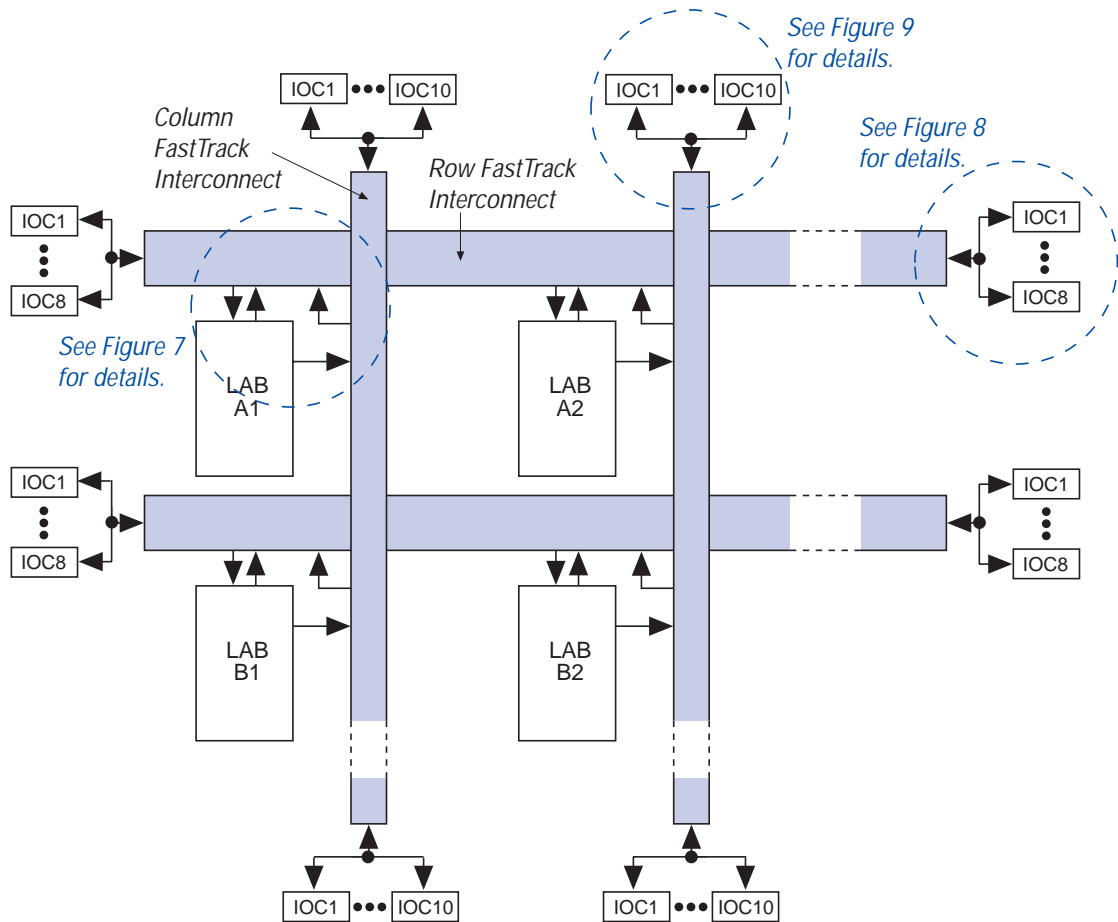 See Figure 9
for details.
IOC1
IOC10
IOC1
IOC10
Column
FastTrack
Interconnect
Row FastTrack
Interconnect
See Figure 8
for details.
IOC1
IOC8
IOC1
IOC8
See Figure 7
for details.
LAB
A1
LAB
A2
IOC1
IOC8
IOC1
IOC8
LAB
B1
LAB
B2
IOC1
IOC10
IOC1
IOC10